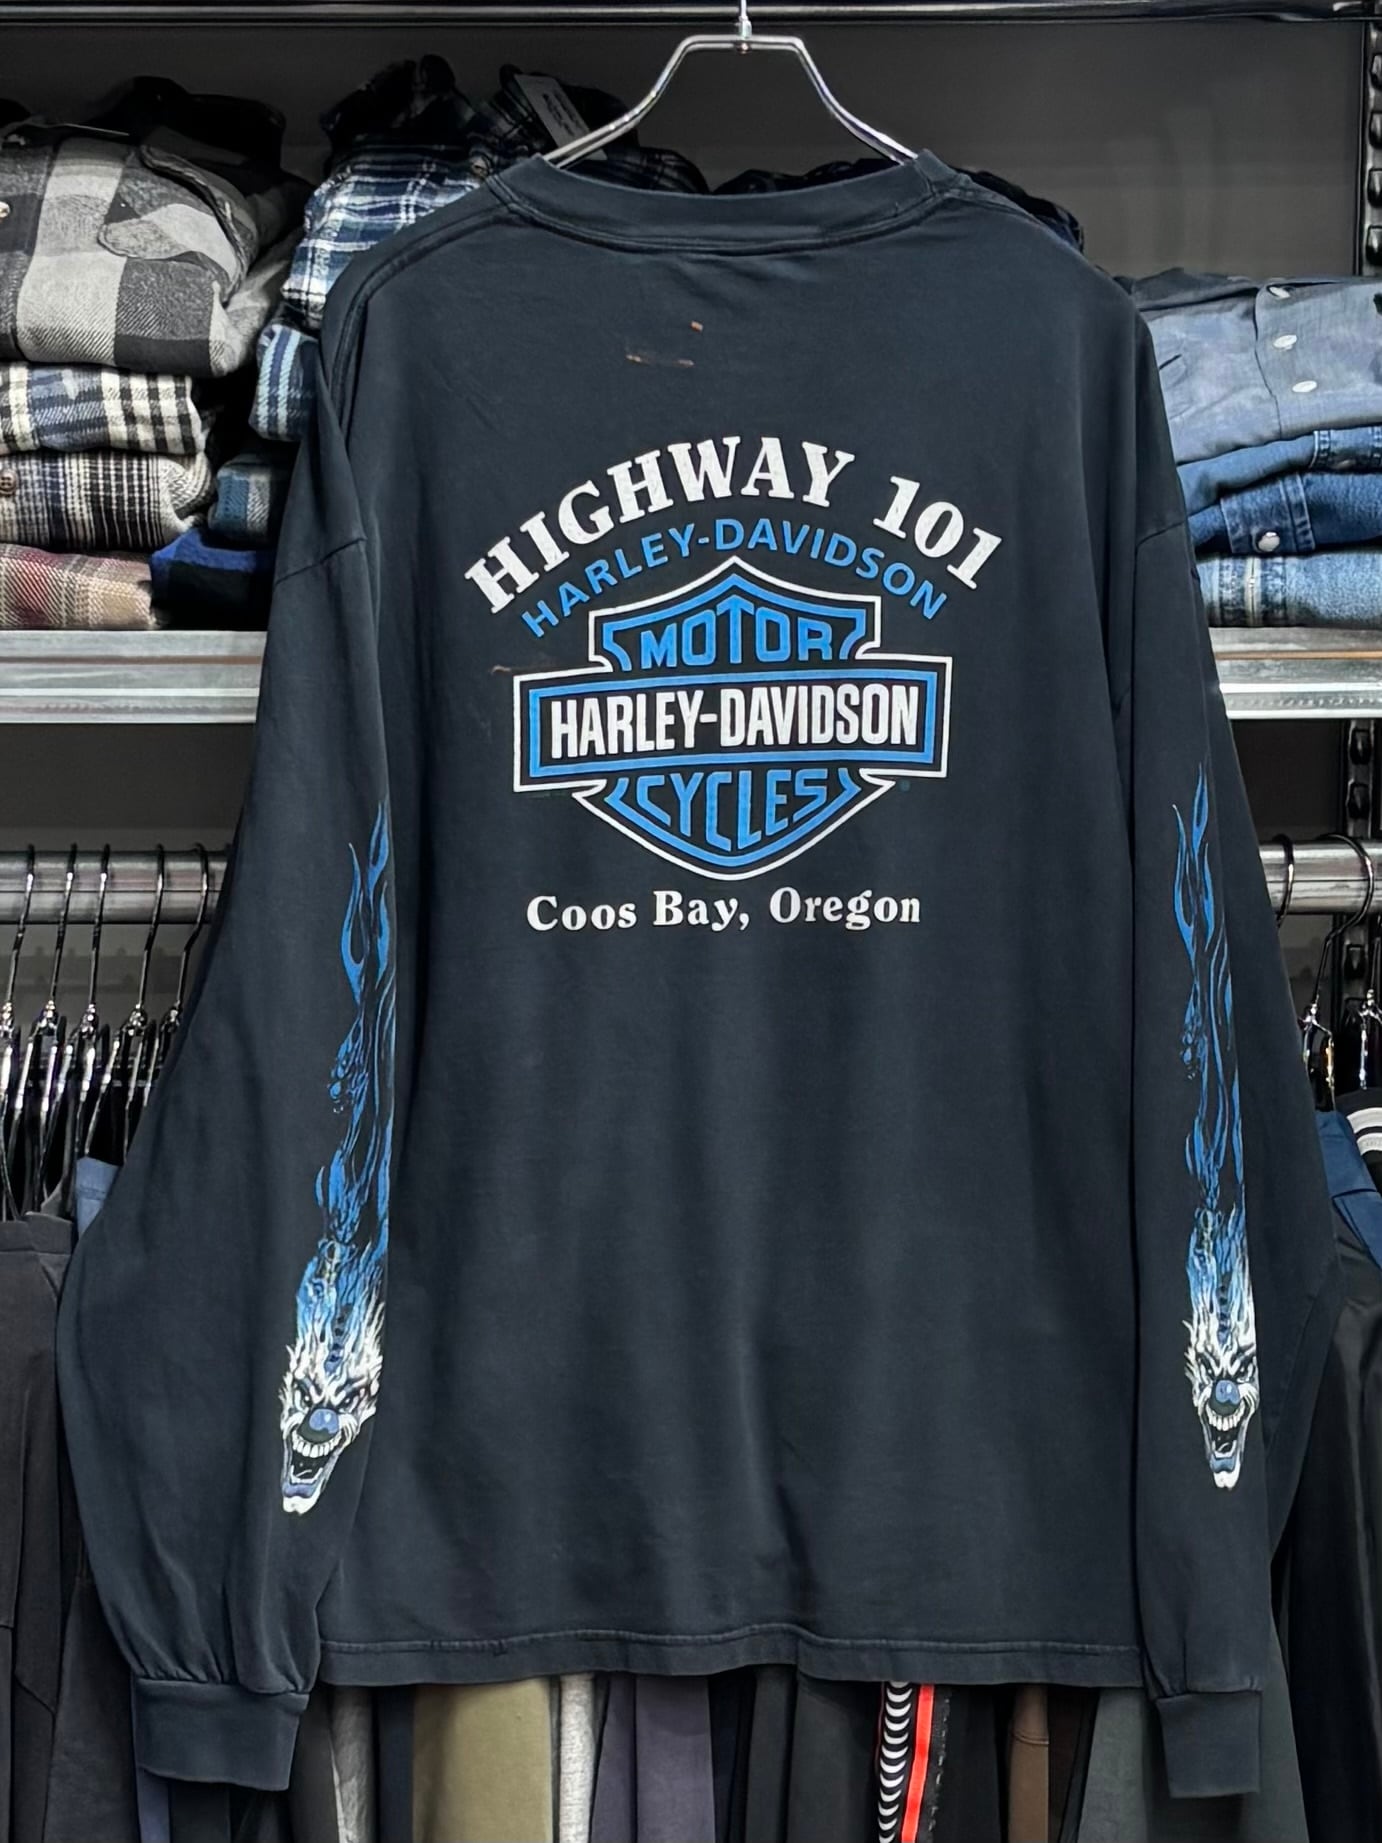 HIGHWAY 101
HARLEY-DAVIDSON
MOTOR
HARLEY-DAVIDSON
CYCLES
Coos Bay, Oregon